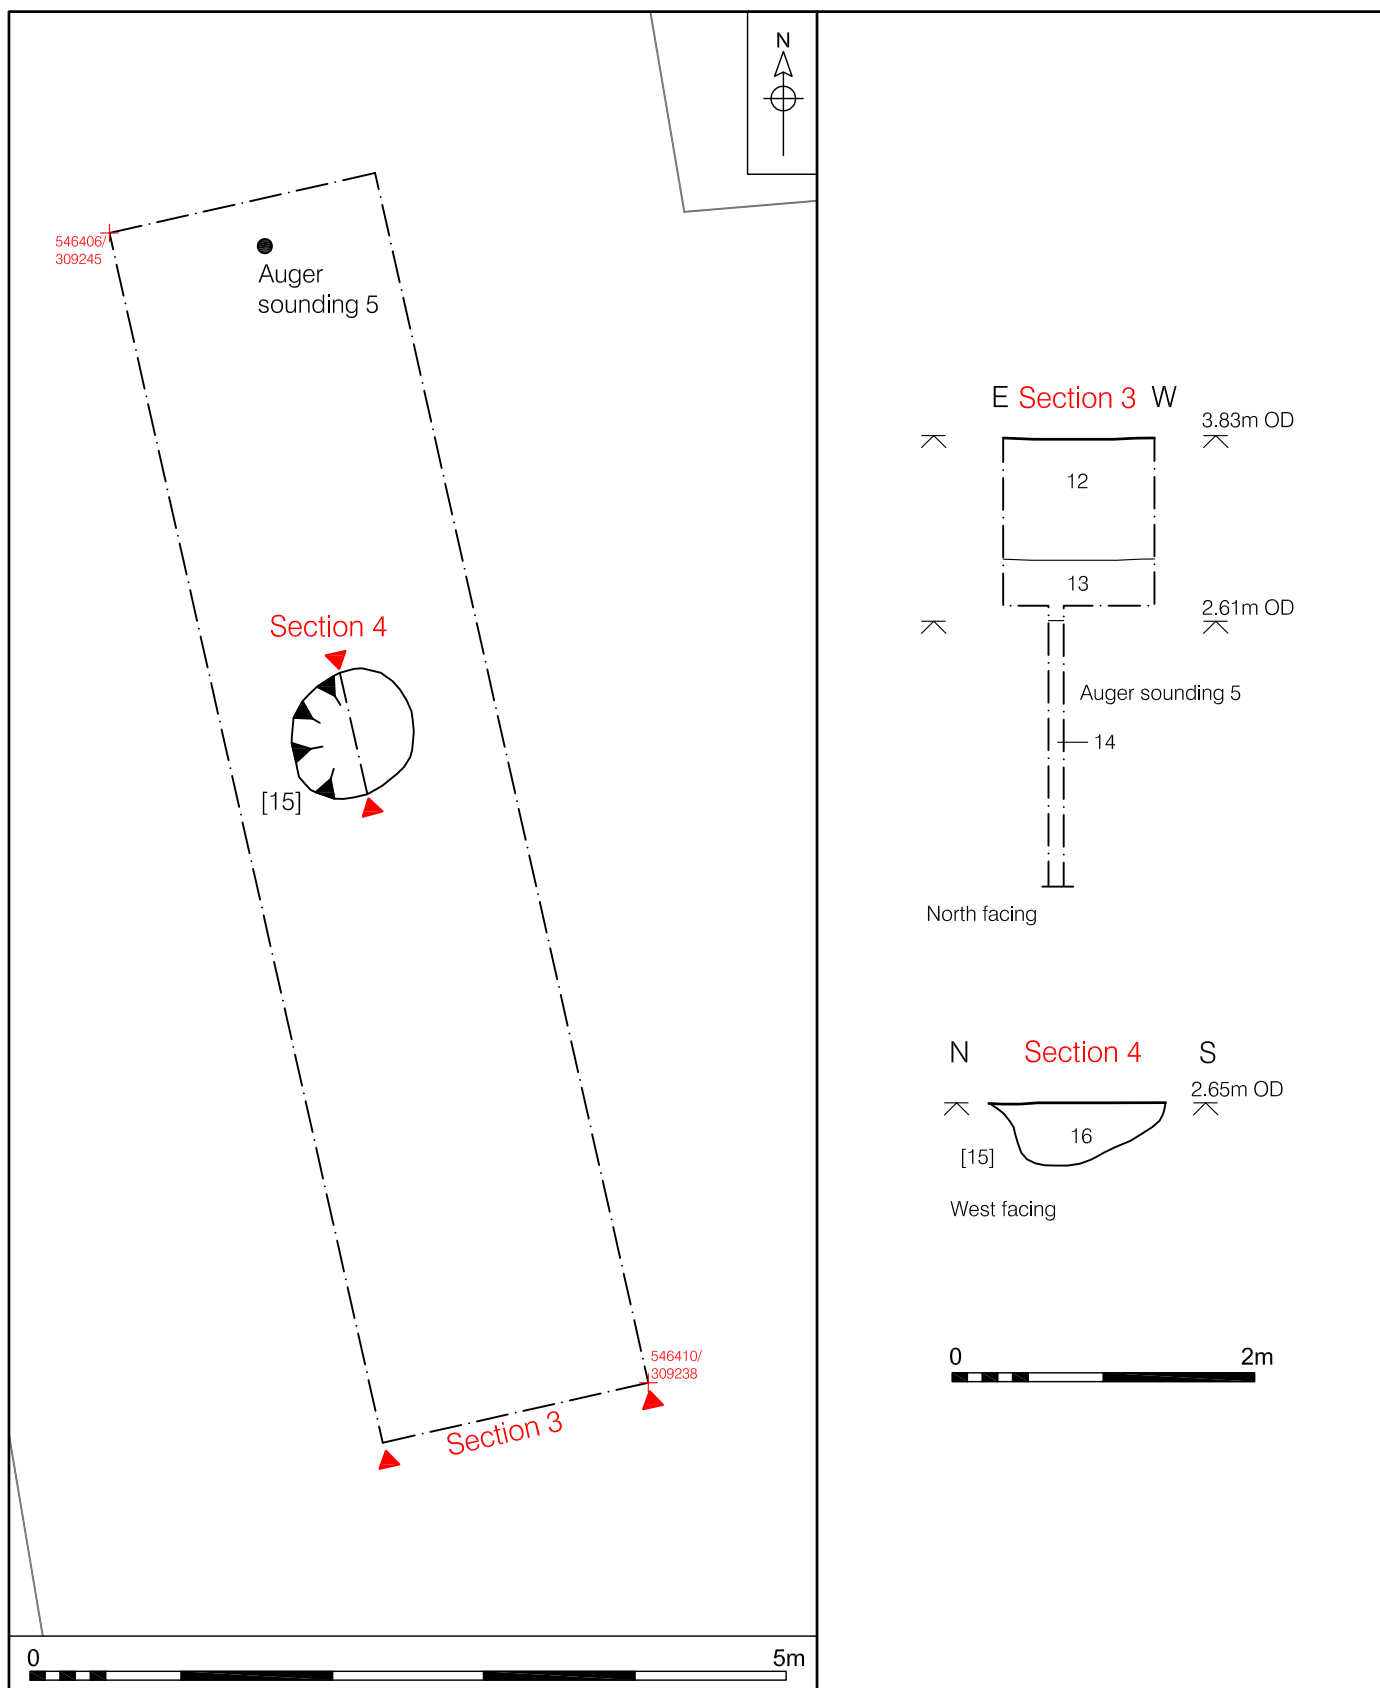 N
546406/
309245
Auger
sounding 5
Section 4
[15]
546410/
309238
Section 3
0 5m
E Section 3 W
3.83m OD
12
13
2.61m OD
Auger sounding 5
14
North facing
N Section 4 S
2.65m OD
16
[15]
West facing
0 2m